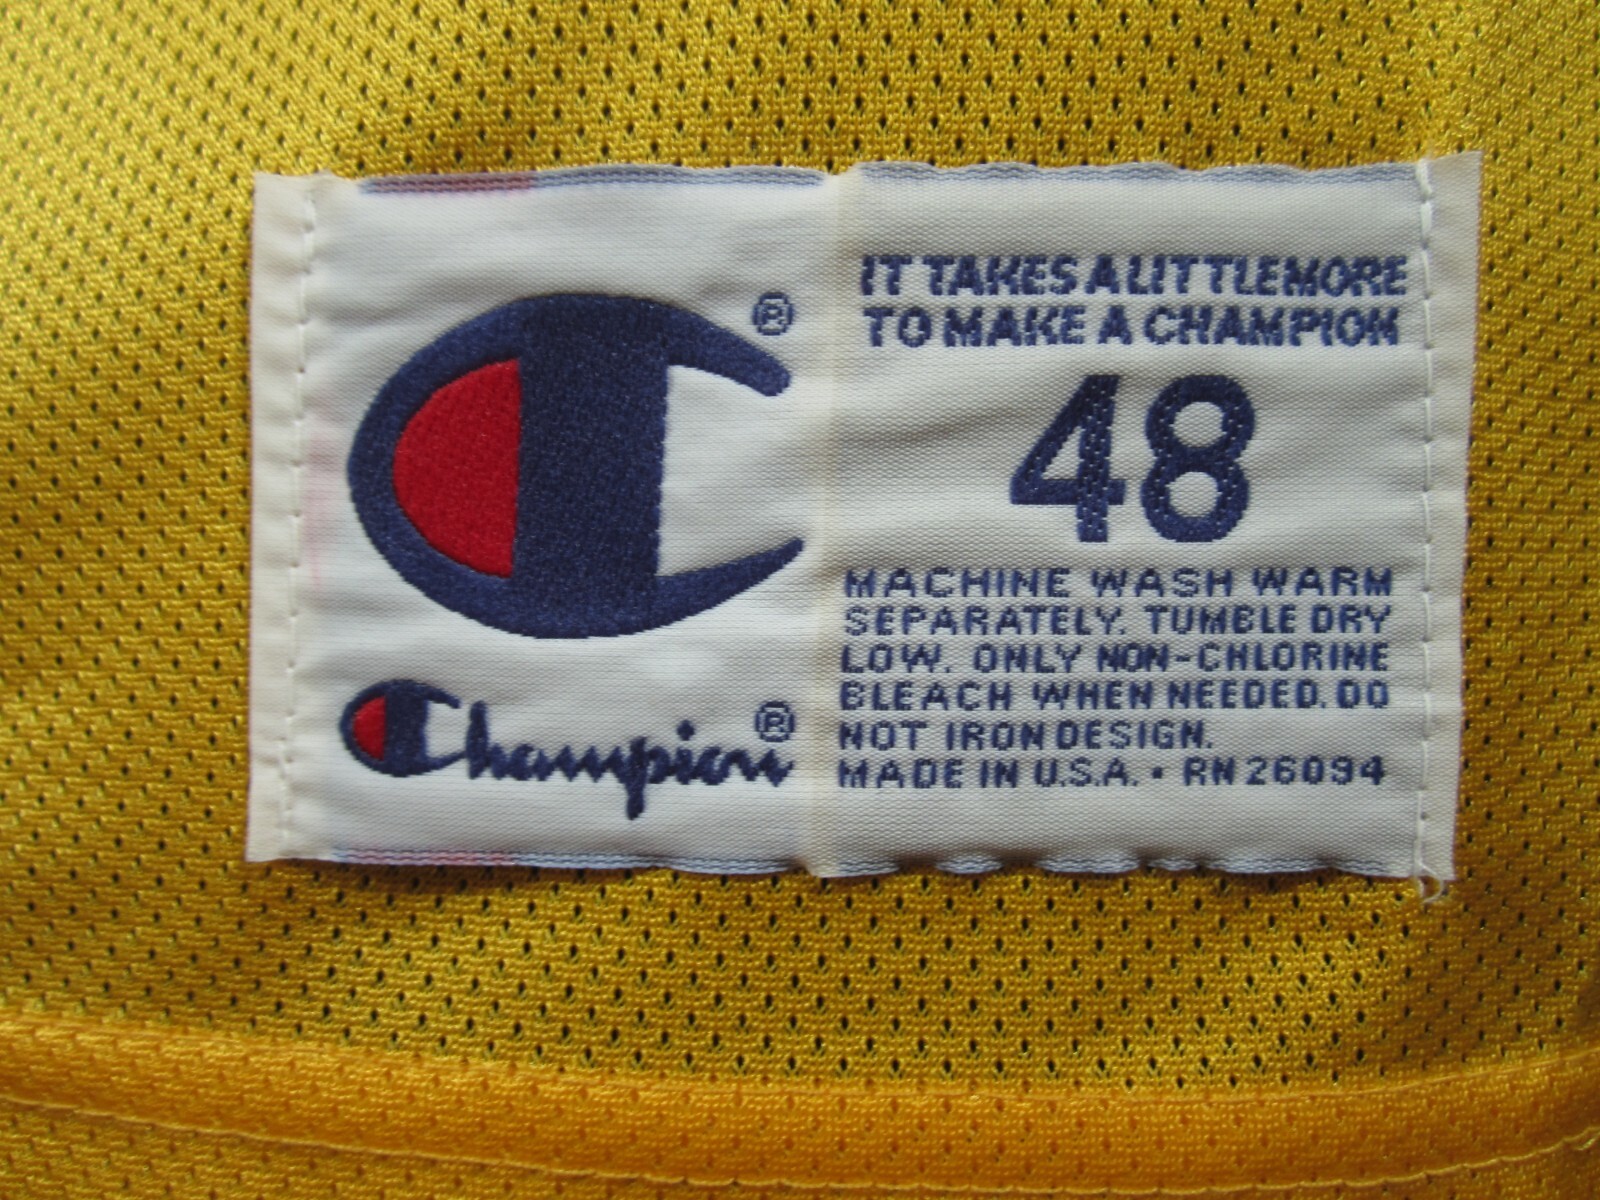 ®
Champion®
IT TAKES A LITTLE MORE
TO MAKE A CHAMPION
48
MACHINE WASH WARM
SEPARATELY. TUMBLE DRY
LOW. ONLY NON-CHLORINE
BLEACH WHEN NEEDED. DO
NOT IRON DESIGN.
MADE IN U.S.A. • RN 26094